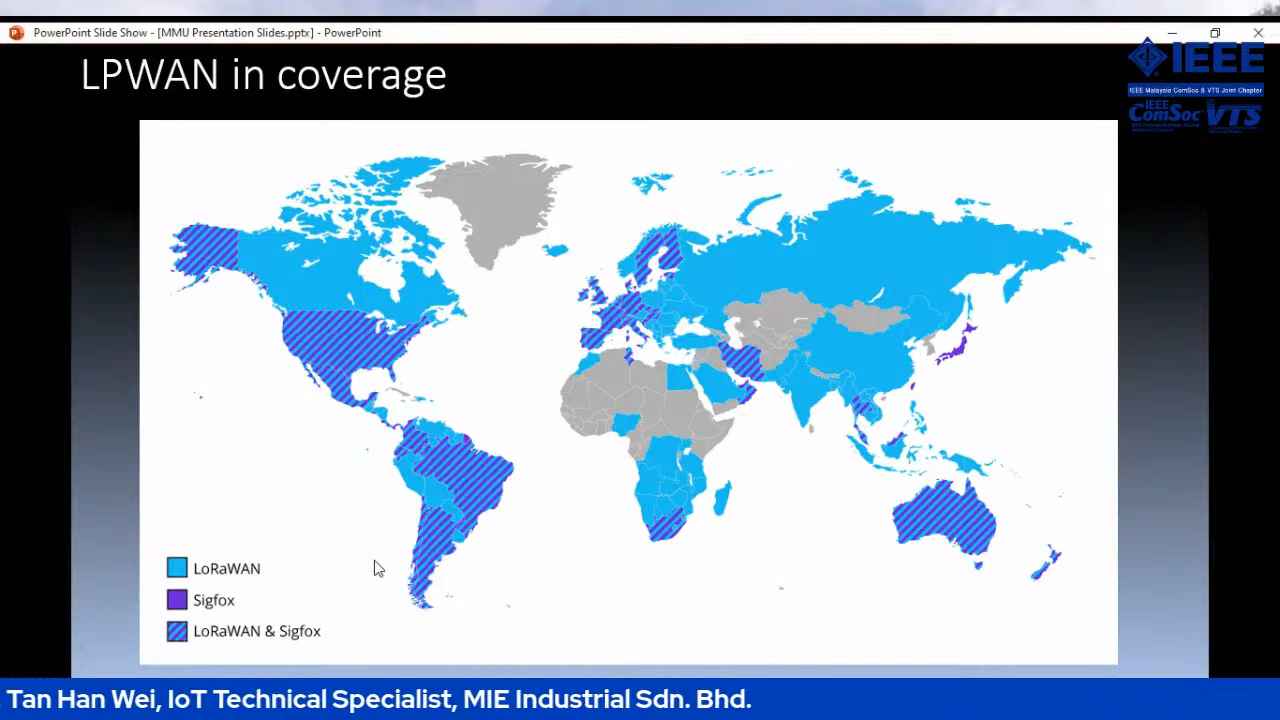 PowerPoint Slide Show - [MMU Presentation Slides.pptx] - PowerPoint
LPWAN in coverage
IEEE
IEEE Malaysia ComSoc & VTS Joint Chapter
IEEE
ComSoc
VTS
LoRaWAN
Sigfox
LoRaWAN & Sigfox
Tan Han Wei, IoT Technical Specialist, MIE Industrial Sdn. Bhd.